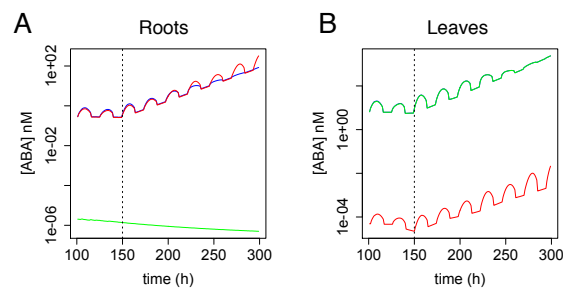 A
Roots
[ABA] nM
1e+02
1e-02
1e-06
100 150 200 250 300
time (h)
B
Leaves
[ABA] nM
1e+00
1e-04
100 150 200 250 300
time (h)